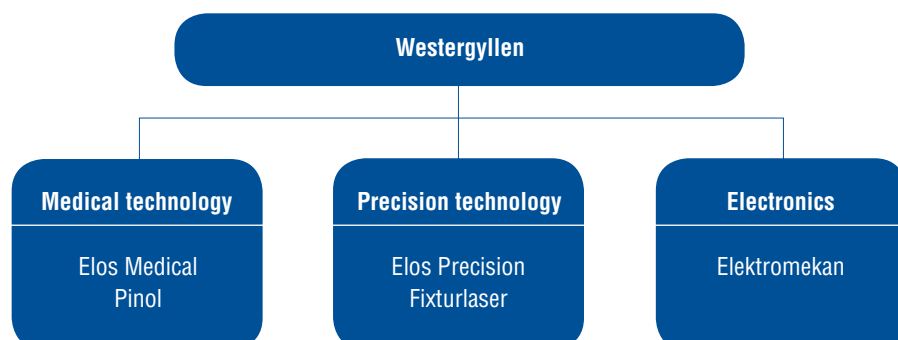 Westergyllen
Medical technology
Elos Medical
Pinol
Precision technology
Elos Precision
Fixturlaser
Electronics
Elektromekan